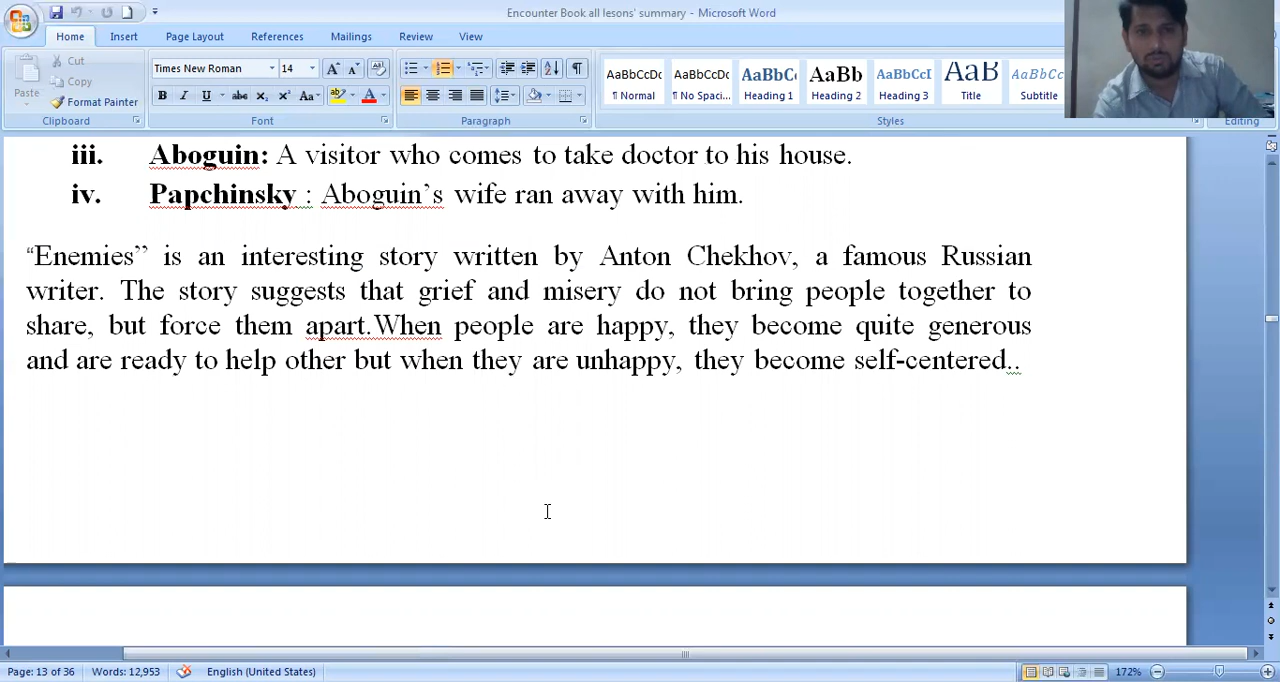 Encounter Book all lesons' summary - Microsoft Word
Home Insert Page Layout References Mailings Review View
Paste
Cut
Copy
Format Painter
Clipboard
Times New Roman 14
B I U abc X₂ X² Aa
Font
Paragraph
AaBbCcDc AaBbCcDc AaBbC AaBb AaBbCcI AaB AaBbCcL
¶ Normal ¶ No Spaci... Heading 1 Heading 2 Heading 3 Title Subtitle
Styles
Editing
iii. Aboguin: A visitor who comes to take doctor to his house.
iv. Papchinsky : Aboguin’s wife ran away with him.
“Enemies” is an interesting story written by Anton Chekhov, a famous Russian
writer. The story suggests that grief and misery do not bring people together to
share, but force them apart.When people are happy, they become quite generous
and are ready to help other but when they are unhappy, they become self-centered..
Page: 13 of 36 Words: 12,953 English (United States) 172%